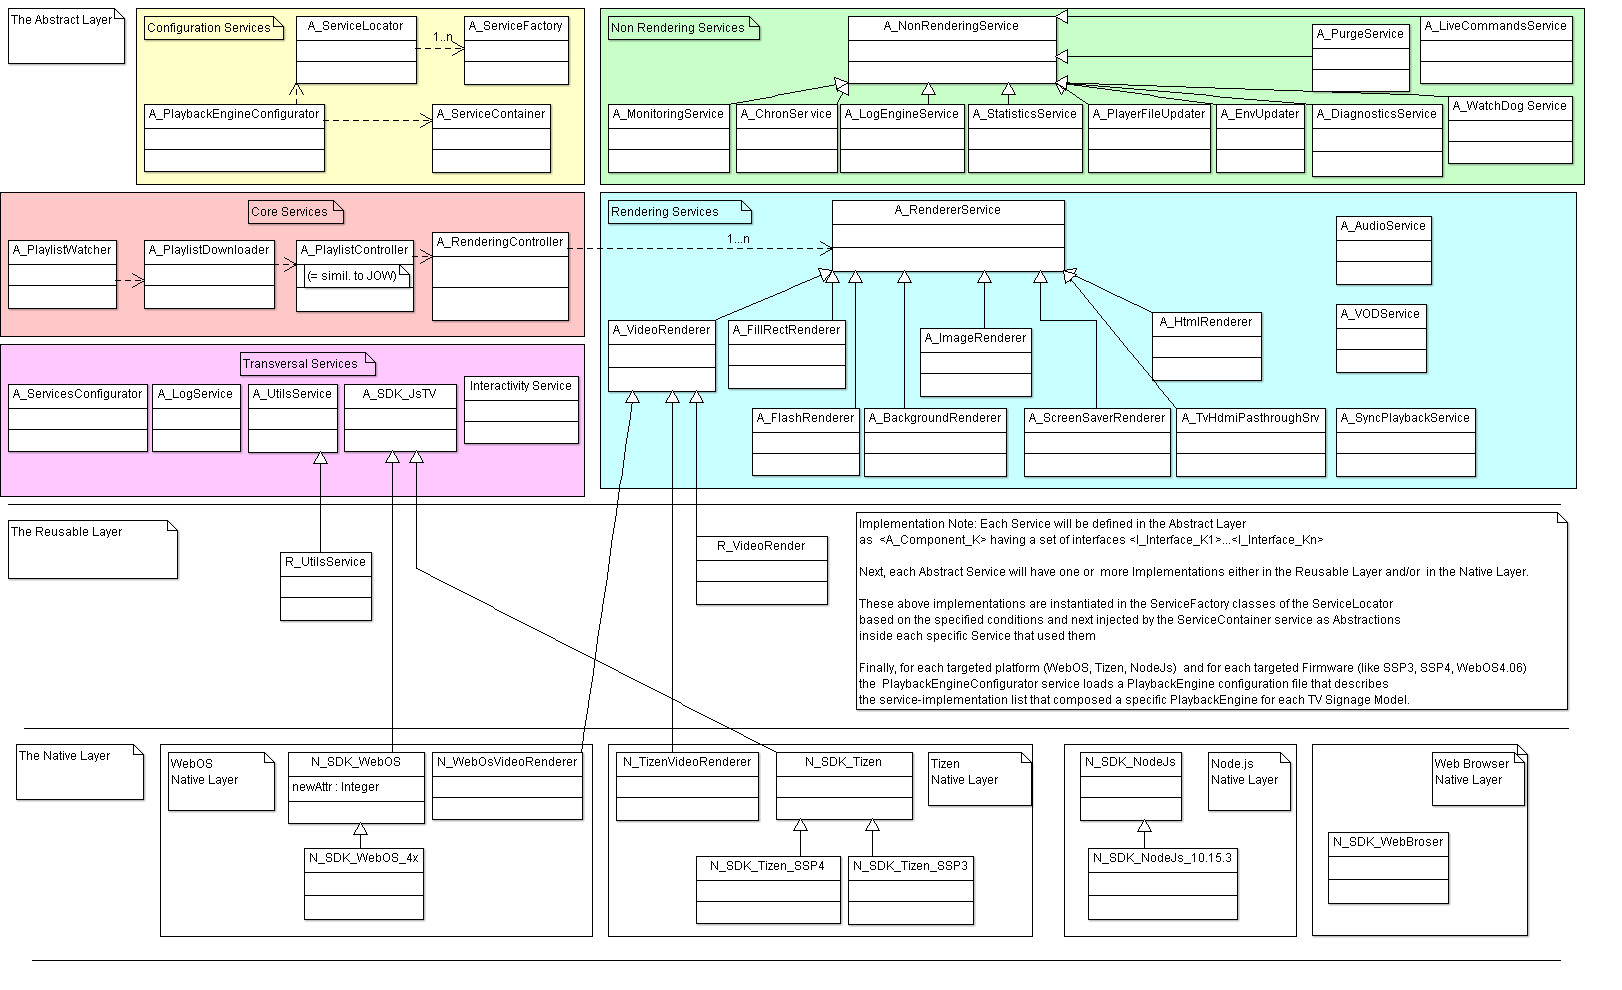 The Abstract Layer
Configuration Services
A_ServiceLocator
1..n
A_ServiceFactory
A_PlaybackEngineConfigurator
A_ServiceContainer
Non Rendering Services
A_NonRenderingService
A_PurgeService
A_LiveCommandsService
A_MonitoringService
A_ChronService
A_LogEngineService
A_StatisticsService
A_PlayerFileUpdater
A_EnvUpdater
A_DiagnosticsService
A_WatchDog Service
Core Services
A_PlaylistWatcher
A_PlaylistDownloader
A_PlaylistController
(= simil. to JOW)
A_RenderingController
1...n
Rendering Services
A_RendererService
A_AudioService
A_VideoRenderer
A_FillRectRenderer
A_ImageRenderer
A_HtmlRenderer
A_VODService
A_FlashRenderer
A_BackgroundRenderer
A_ScreenSaverRenderer
A_TvHdmiPasthroughSrv
A_SyncPlaybackService
Transversal Services
A_ServicesConfigurator
A_LogService
A_UtilsService
A_SDK_JsTV
Interactivity Service
The Reusable Layer
R_UtilsService
R_VideoRender
Implementation Note: Each Service will be defined in the Abstract Layer
as <A_Component_K> having a set of interfaces <I_Interface_K1>...<I_Interface_Kn>
Next, each Abstract Service will have one or more Implementations either in the Reusable Layer and/or in the Native Layer.
These above implementations are instantiated in the ServiceFactory classes of the ServiceLocator
based on the specified conditions and next injected by the ServiceContainer service as Abstractions
inside each specific Service that used them
Finally, for each targeted platform (WebOS, Tizen, NodeJs) and for each targeted Firmware (like SSP3, SSP4, WebOS4.06)
the PlaybackEngineConfigurator service loads a PlaybackEngine configuration file that describes
the service-implementation list that composed a specific PlaybackEngine for each TV Signage Model.
The Native Layer
WebOS
Native Layer
N_SDK_WebOS
newAttr : Integer
N_WebOsVideoRenderer
N_SDK_WebOS_4x
N_TizenVideoRenderer
N_SDK_Tizen
Tizen
Native Layer
N_SDK_Tizen_SSP4
N_SDK_Tizen_SSP3
N_SDK_NodeJs
Node.js
Native Layer
N_SDK_NodeJs_10.15.3
Web Browser
Native Layer
N_SDK_WebBroser